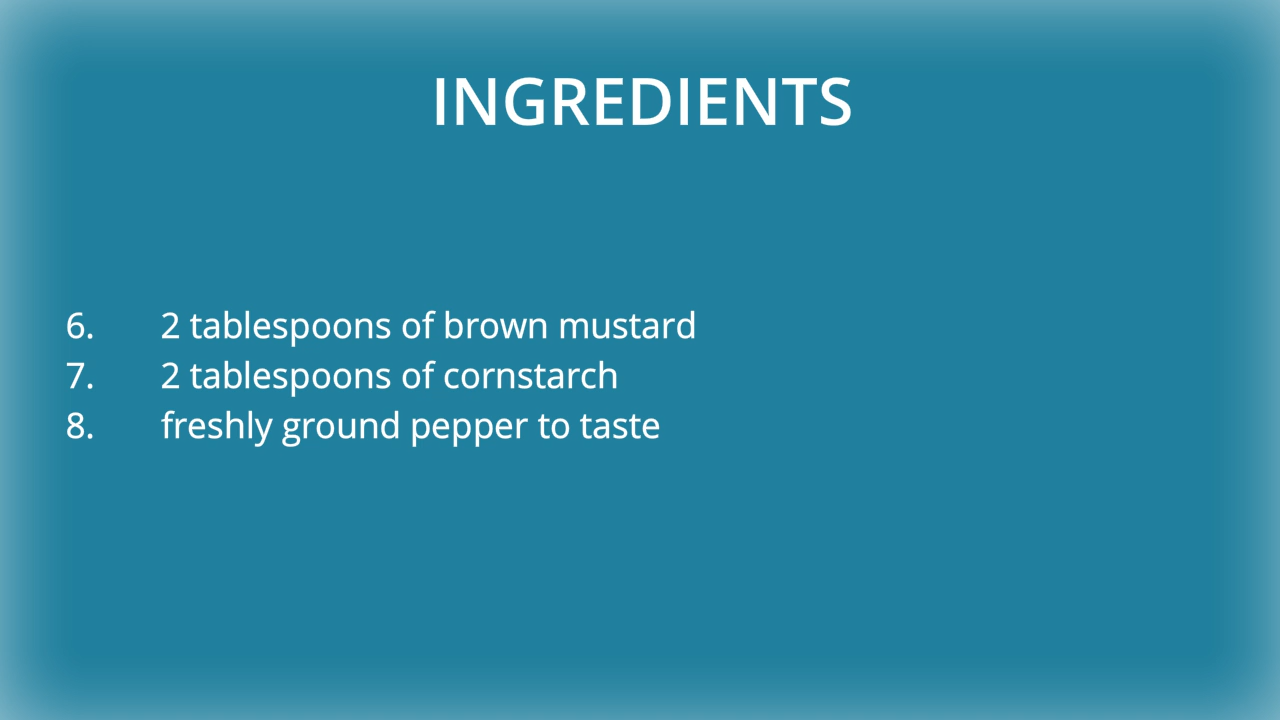 INGREDIENTS
6. 2 tablespoons of brown mustard
7. 2 tablespoons of cornstarch
8. freshly ground pepper to taste